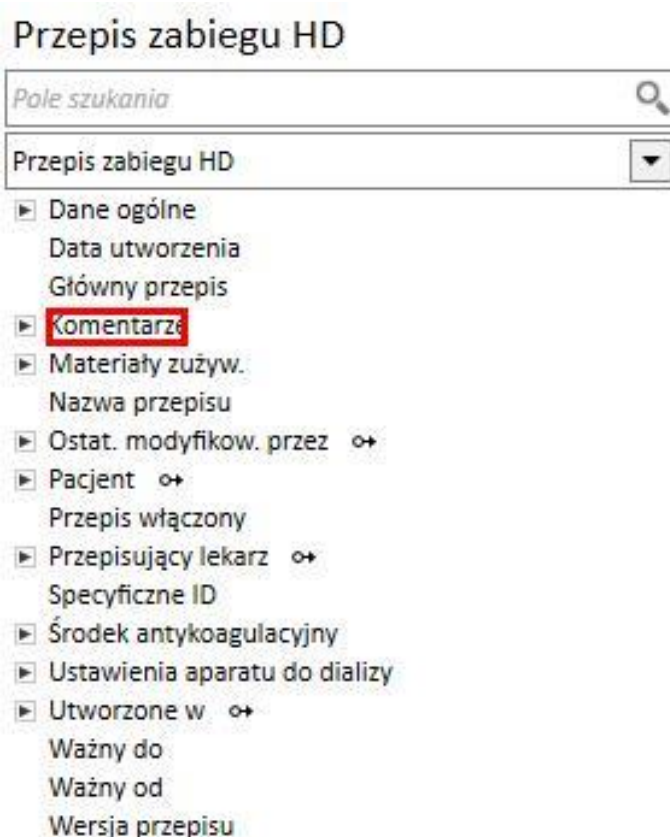 Przepis zabiegu HD
Pole szukania
Przepis zabiegu HD
Dane ogólne
Data utworzenia
Główny przepis
Komentarze
Materiały zużyw.
Nazwa przepisu
Ostat. modyfikow. przez
Pacjent
Przepis włączony
Przepisujący lekarz
Specyficzne ID
Środek antykoagulacyjny
Ustawienia aparatu do dializy
Utworzone w
Ważny do
Ważny od
Wersja przepisu